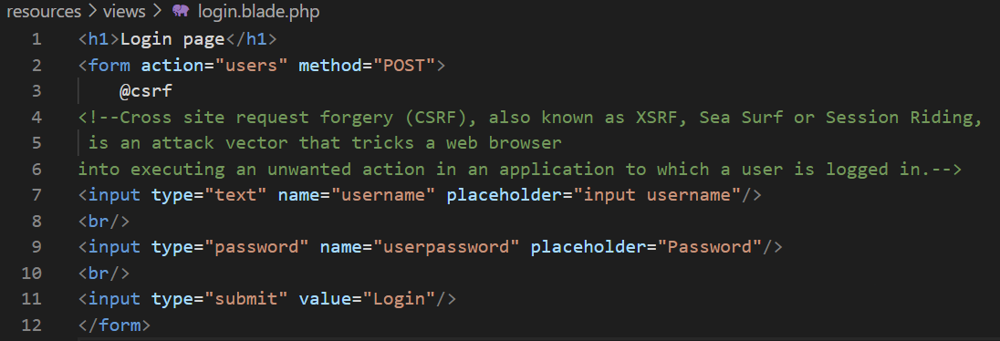 resources > views > login.blade.php
1 <h1>Login page</h1>
2 <form action="users" method="POST">
3     @csrf
4 <!--Cross site request forgery (CSRF), also known as XSRF, Sea Surf or Session Riding,
5  is an attack vector that tricks a web browser
6 into executing an unwanted action in an application to which a user is logged in.-->
7 <input type="text" name="username" placeholder="input username"/>
8 <br/>
9 <input type="password" name="userpassword" placeholder="Password"/>
10 <br/>
11 <input type="submit" value="Login"/>
12 </form>